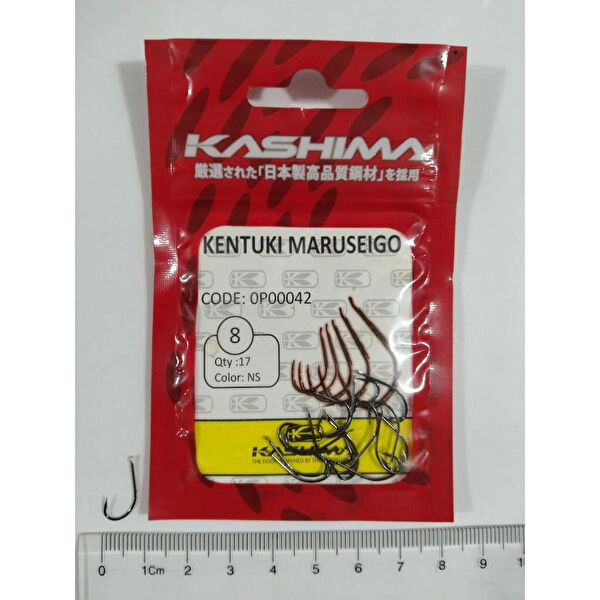 KASHIMA
厳選された「日本製高品質鋼材」を採用
KENTUKI MARUSEIGO
CODE: 0P00042
8
Qty :17
Color: NS
KASHIMA
0 1Cm 2 3 4 5 6 7 8 9